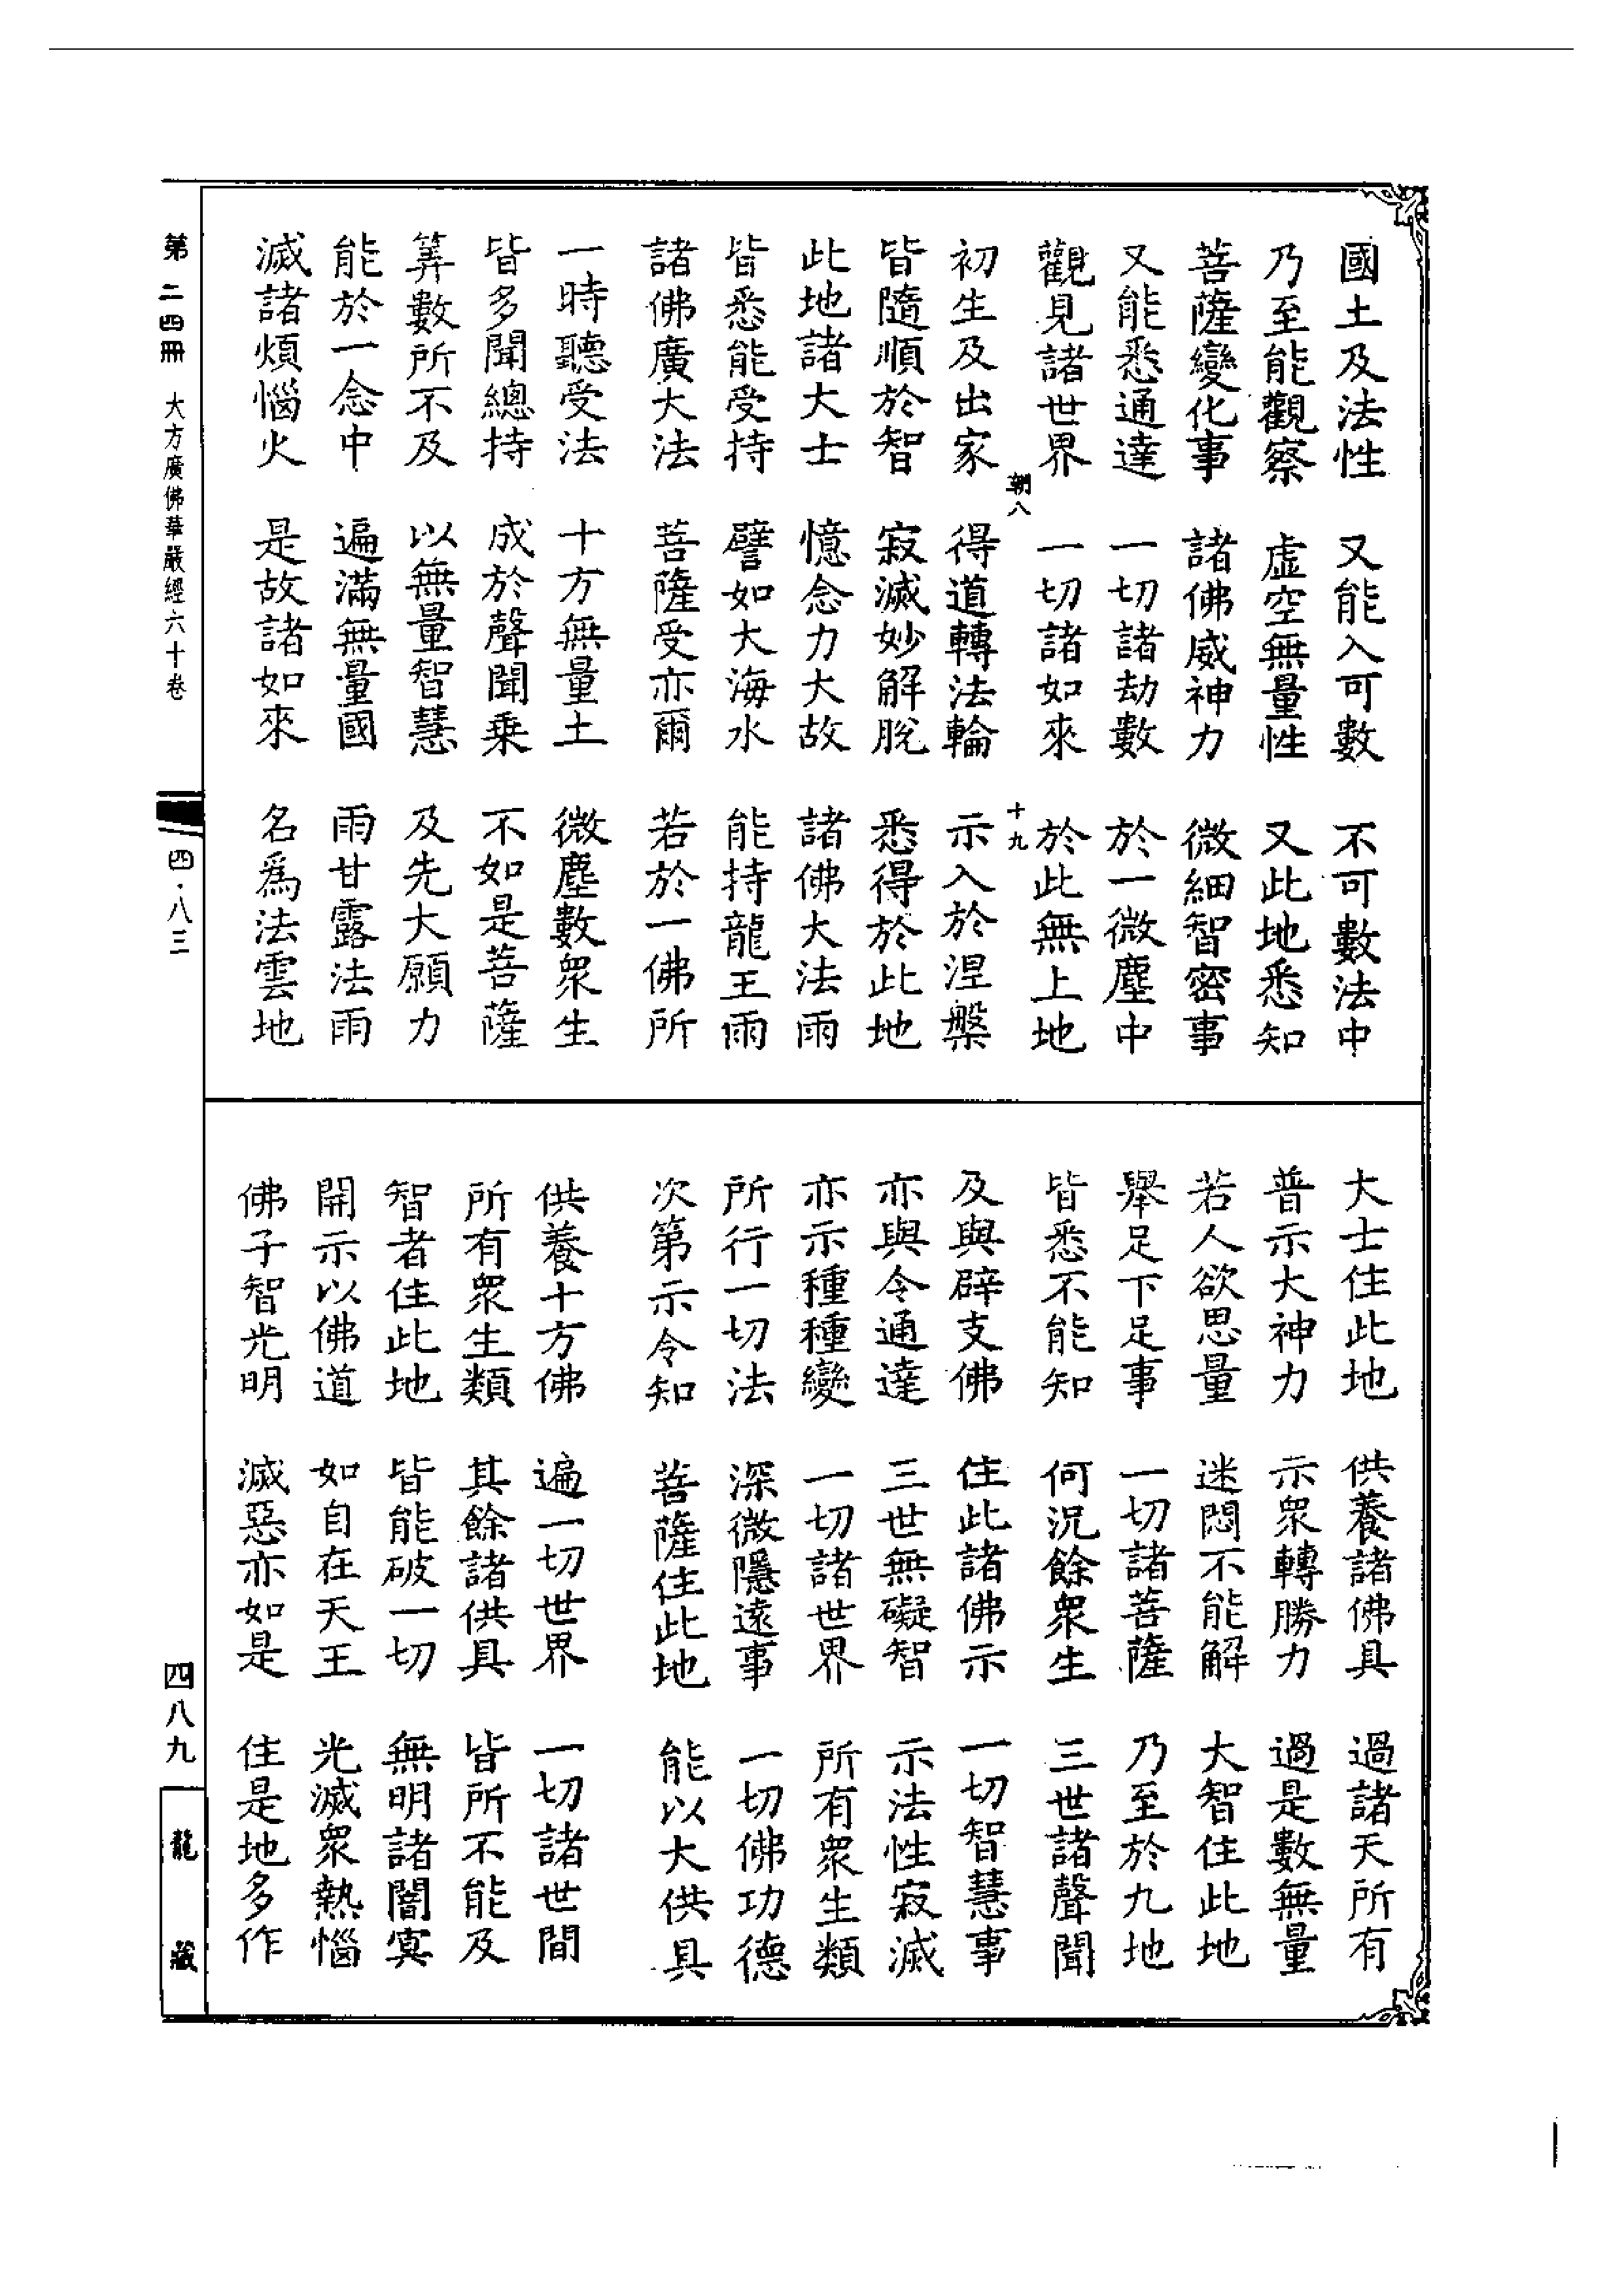 國土及法性　又能入可數　不可數法中
乃至能觀察　虛空無量性　又此地悉知
菩薩變化事　諸佛威神力　微細智密事
又能悉通達　一切諸劫數　於一微塵中
觀見諸世界　一切諸如來　於此無上地
朝八　十九
初生及出家　得道轉法輪　示入於涅槃
皆隨順於智　寂滅妙解脫　悉得於此地
此地諸大士　憶念力大故　諸佛大法雨
皆悉能受持　譬如大海水　能持龍王雨
諸佛廣大法　菩薩受亦爾　若於一佛所
一時聽受法　十方無量土　微塵數眾生
皆多聞總持　成於聲聞乗　不如是菩薩
筭數所不及　以無量智慧　及先大願力
能於一念中　遍滿無量國　雨甘露法雨
滅諸煩惱火　是故諸如來　名為法雲地
大士住此地　供養諸佛具　過諸天所有
普示大神力　示眾轉勝力　過是數無量
若人欲思量　迷悶不能解　大智住此地
舉足下足事　一切諸菩薩　乃至於九地
皆悉不能知　何況餘眾生　三世諸聲聞
及與辟支佛　住此諸佛示　一切智慧事
亦與令通達　三世無礙智　示法性寂滅
亦示種種變　一切諸世界　所有眾生類
所行一切法　深微隱遠事　一切佛功德
次第示令知　菩薩住此地　能以大供具
供養十方佛　遍一切世界　一切諸世間
所有眾生類　其餘諸供具　皆所不能及
智者住此地　皆能破一切　無明諸闇寞
開示以佛道　如自在天王　光滅眾熱惱
佛子智光明　滅惡亦如是　住是地多作
第二四冊　大方廣佛華嚴經六十卷　四·八三
四八九　龍藏